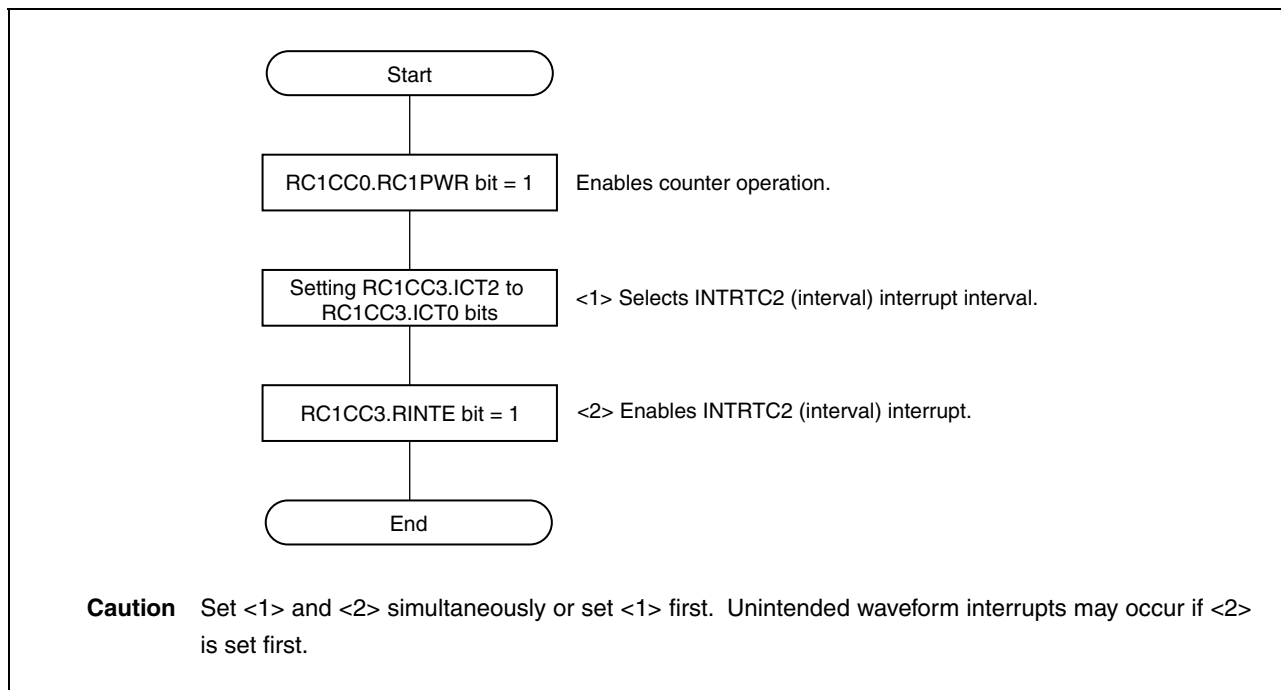 Start
RC1CC0.RC1PWR bit = 1
Enables counter operation.
Setting RC1CC3.ICT2 to
RC1CC3.ICT0 bits
<1> Selects INTRTC2 (interval) interrupt interval.
RC1CC3.RINTE bit = 1
<2> Enables INTRTC2 (interval) interrupt.
End
Caution Set <1> and <2> simultaneously or set <1> first. Unintended waveform interrupts may occur if <2>
is set first.